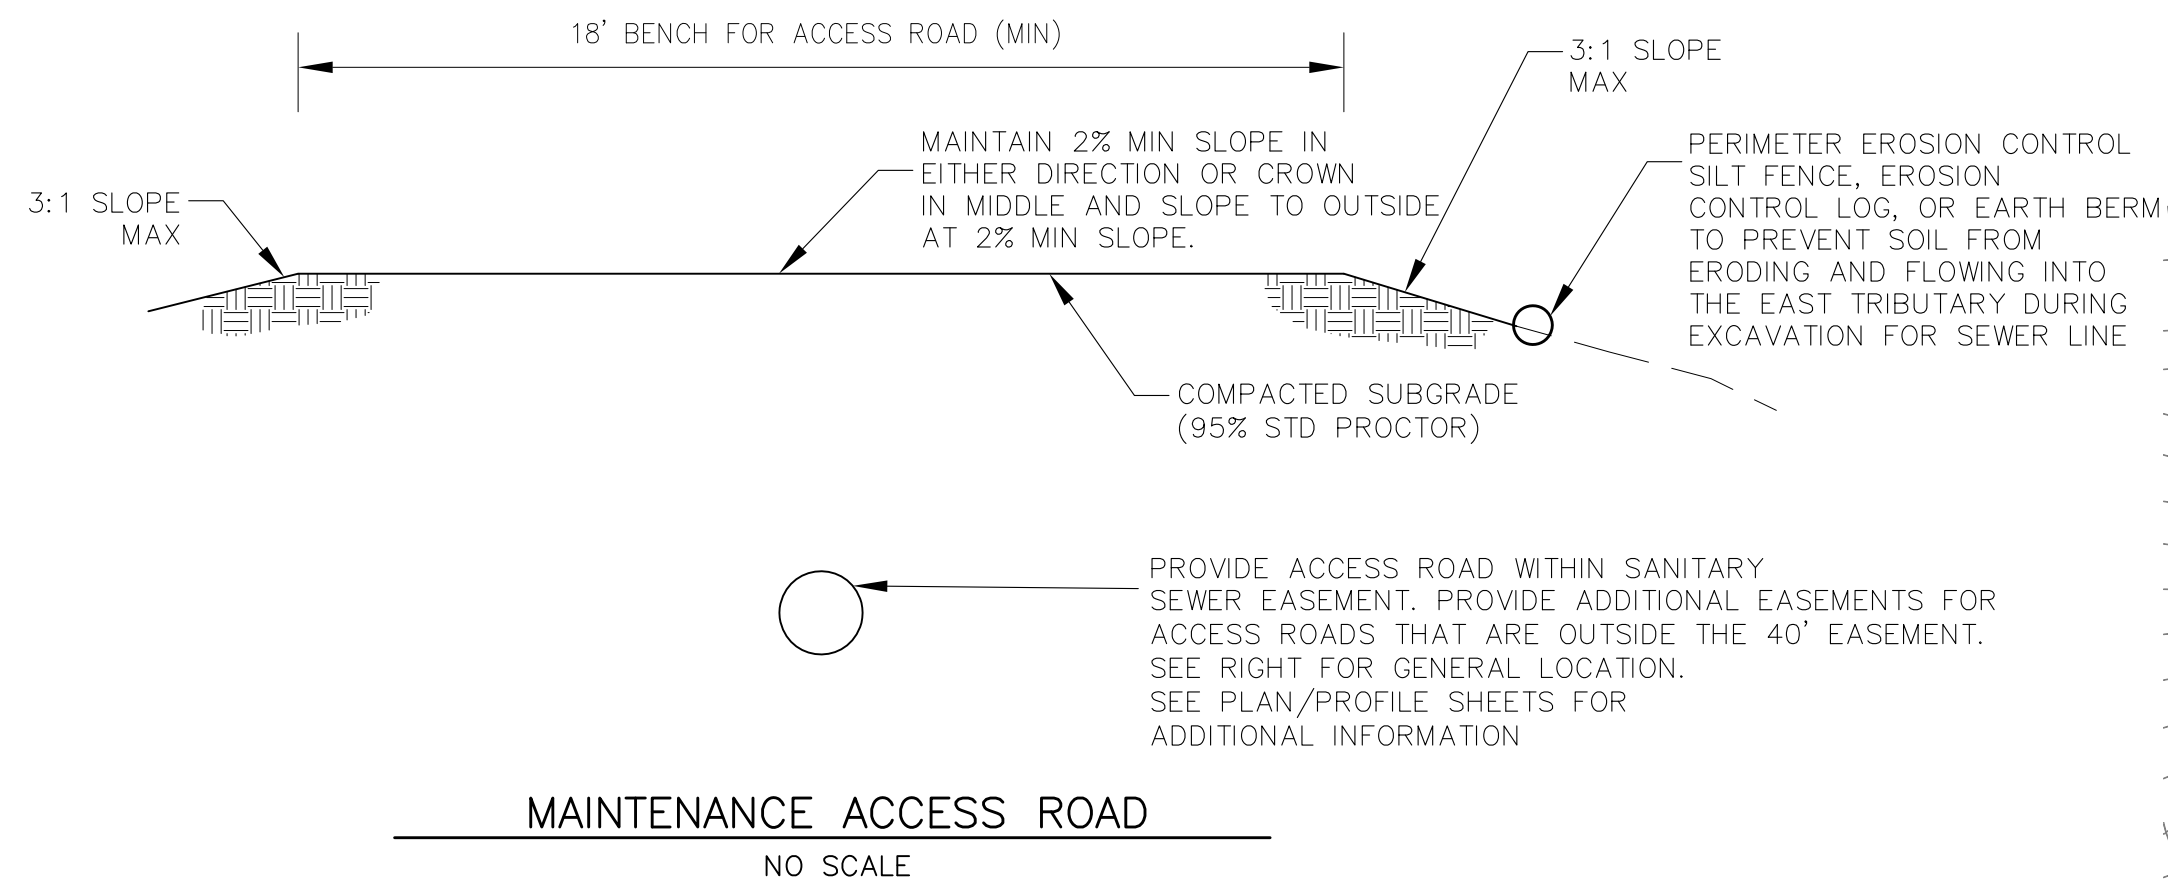 18' BENCH FOR ACCESS ROAD (MIN)
3:1 SLOPE
MAX
MAINTAIN 2% MIN SLOPE IN
EITHER DIRECTION OR CROWN
IN MIDDLE AND SLOPE TO OUTSIDE
AT 2% MIN SLOPE.
3:1 SLOPE
MAX
PERIMETER EROSION CONTROL
SILT FENCE, EROSION
CONTROL LOG, OR EARTH BERM
TO PREVENT SOIL FROM
ERODING AND FLOWING INTO
THE EAST TRIBUTARY DURING
EXCAVATION FOR SEWER LINE
COMPACTED SUBGRADE
(95% STD PROCTOR)
PROVIDE ACCESS ROAD WITHIN SANITARY
SEWER EASEMENT. PROVIDE ADDITIONAL EASEMENTS FOR
ACCESS ROADS THAT ARE OUTSIDE THE 40' EASEMENT.
SEE RIGHT FOR GENERAL LOCATION.
SEE PLAN/PROFILE SHEETS FOR
ADDITIONAL INFORMATION
MAINTENANCE ACCESS ROAD
NO SCALE